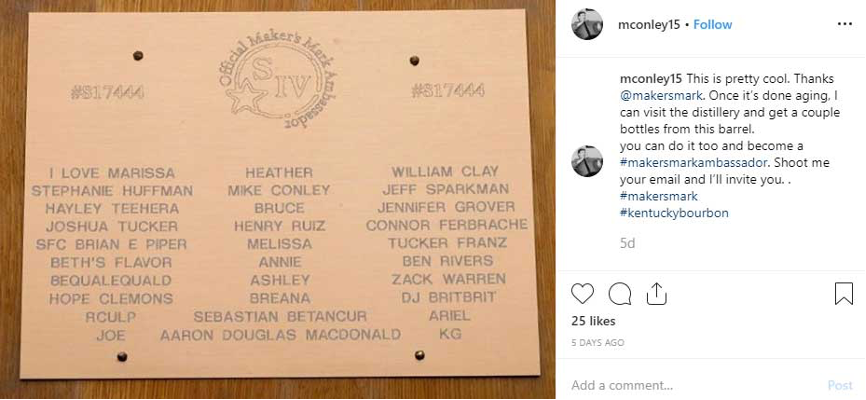 Official Maker's Mark Ambassador
S IV
#817444
#817444
I LOVE MARISSA HEATHER WILLIAM CLAY
STEPHANIE HUFFMAN MIKE CONLEY JEFF SPARKMAN
HAYLEY TEEHERA BRUCE JENNIFER GROVER
JOSHUA TUCKER HENRY RUIZ CONNOR FERBRACHE
SFC BRIAN E PIPER MELISSA TUCKER FRANZ
BETH'S FLAVOR ANNIE BEN RIVERS
8EQUALEQUALD ASHLEY ZACK WARREN
HOPE CLEMONS BREANA DJ BRITBRIT
RCULP SEBASTIAN BETANCUR ARIEL
JOE AARON DOUGLAS MACDONALD KG
mconley15 • Follow
mconley15 This is pretty cool. Thanks
@makersmark. Once it's done aging, I
can visit the distillery and get a couple
bottles from this barrel.
you can do it too and become a
#makersmarkambassador. Shoot me
your email and I'll invite you. .
#makersmark
#kentuckybourbon
5d
25 likes
5 DAYS AGO
Add a comment... Post